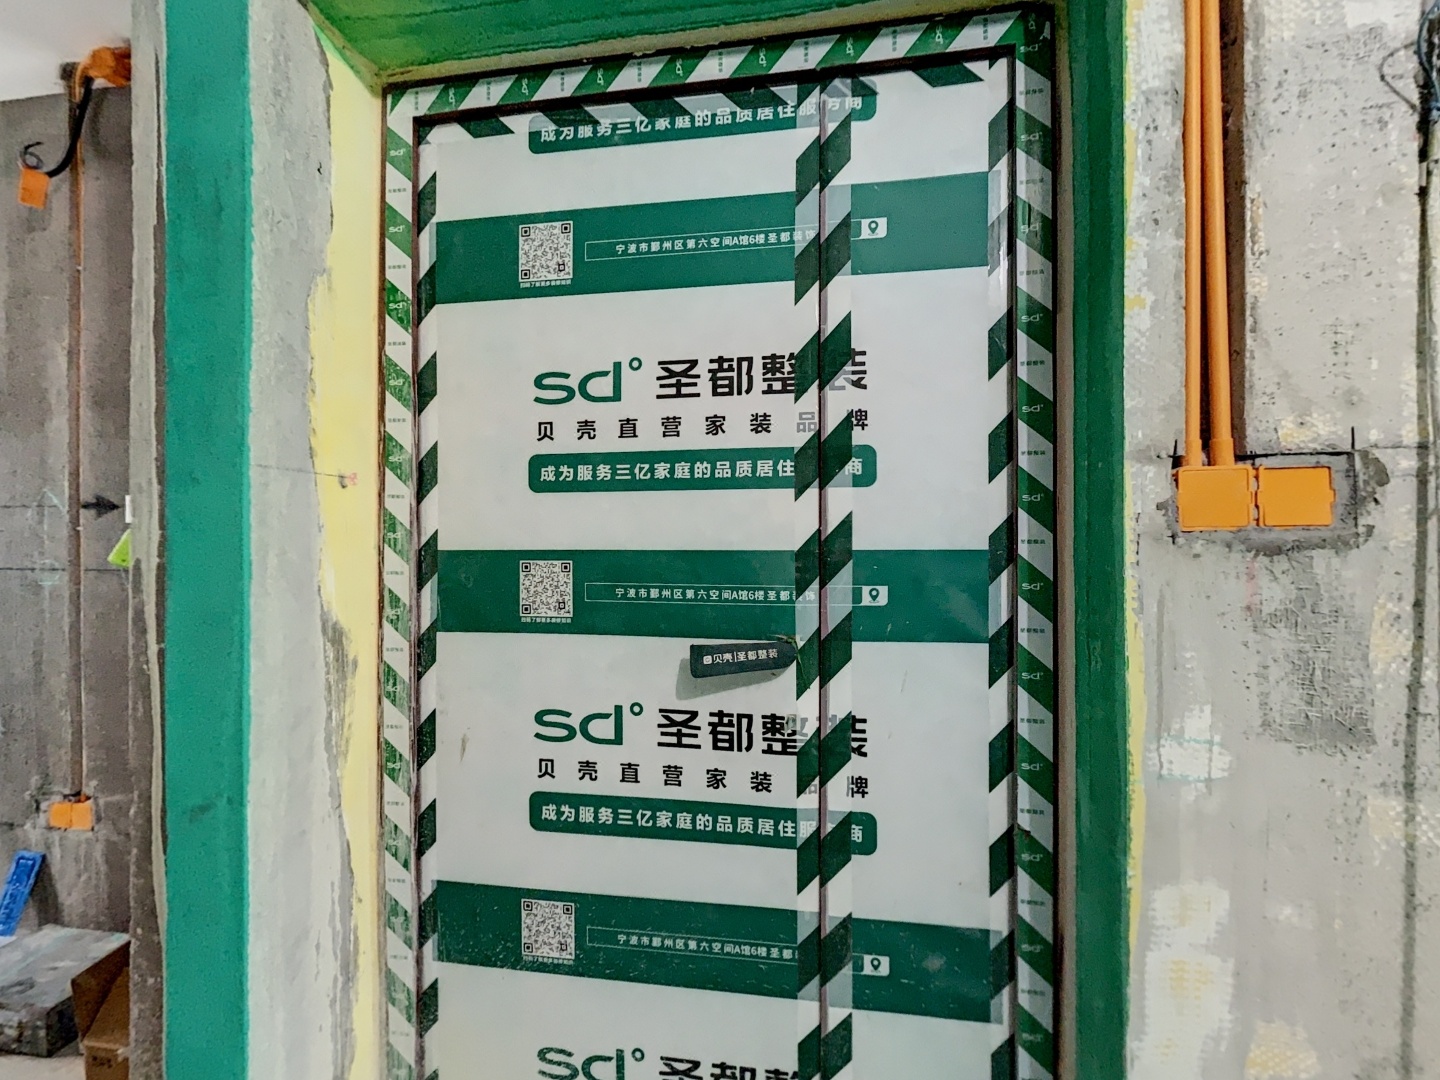 成为服务三亿家庭的品质居住服 方商
宁波市鄞州区第六空间A馆6楼圣都装饰
sd° 圣都整装
贝壳直营家装品牌
成为服务三亿家庭的品质居住 商
宁波市鄞州区第六空间A馆6楼圣都装饰
贝壳|圣都整装
sd° 圣都整装
贝壳直营家装 牌
成为服务三亿家庭的品质居住服 商
宁波市鄞州区第六空间A馆6楼圣都
sd° 圣都整